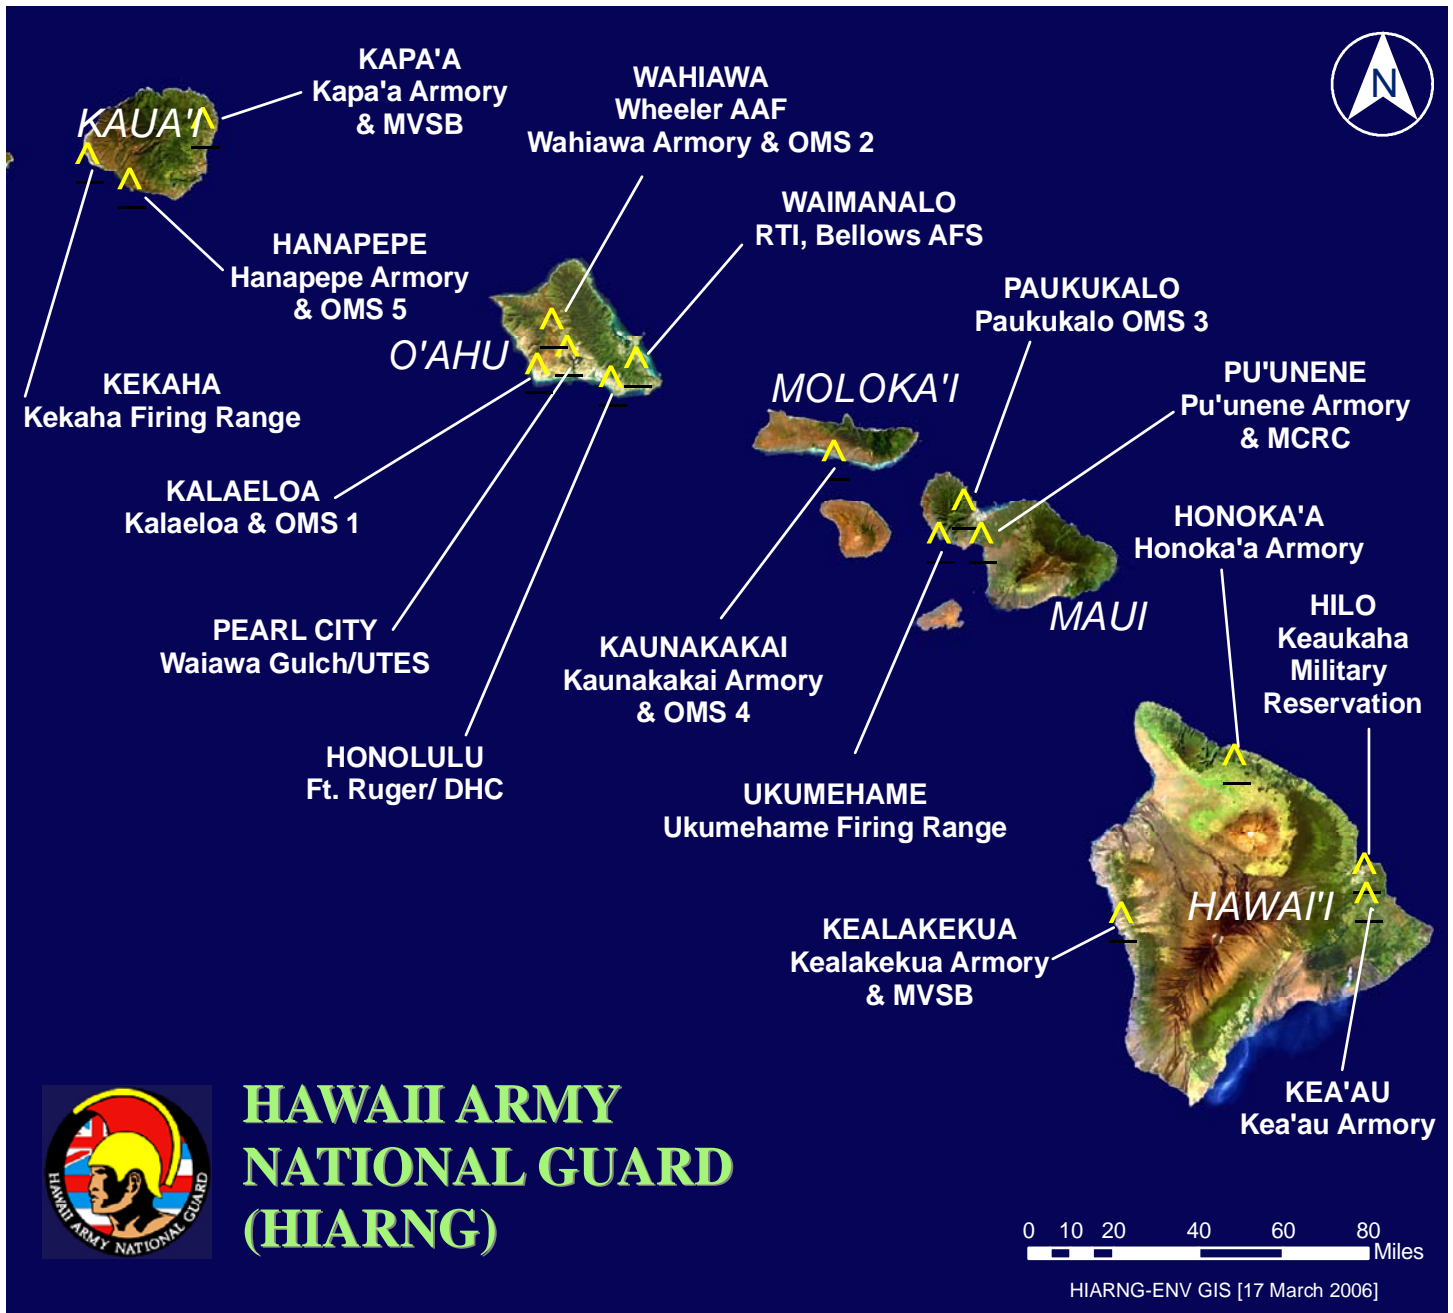 KAPA'A
Kapa'a Armory
& MVSB
WAHIAWA
Wheeler AAF
Wahiawa Armory & OMS 2
N
KAUA'I
WAIMANALO
RTI, Bellows AFS
HANAPEPE
Hanapepe Armory
& OMS 5
PAUKUKALO
Paukukalo OMS 3
O'AHU
KEKAHA
Kekaha Firing Range
MOLOKA'I
PU'UNENE
Pu'unene Armory
& MCRC
KALAELOA
Kalaeloa & OMS 1
HONOKA'A
Honoka'a Armory
PEARL CITY
Waiawa Gulch/UTES
MAUI
HILO
Keaukaha
Military
Reservation
KAUNAKAKAI
Kaunakakai Armory
& OMS 4
HONOLULU
Ft. Ruger/ DHC
UKUMEHAME
Ukumehame Firing Range
HAWAI'I
KEALAKEKUA
Kealakekua Armory
& MVSB
KEA'AU
Kea'au Armory
HAWAII ARMY NATIONAL GUARD
HAWAII ARMY
NATIONAL GUARD
(HIARNG)
0 10 20 40 60 80
Miles
HIARNG-ENV GIS [17 March 2006]